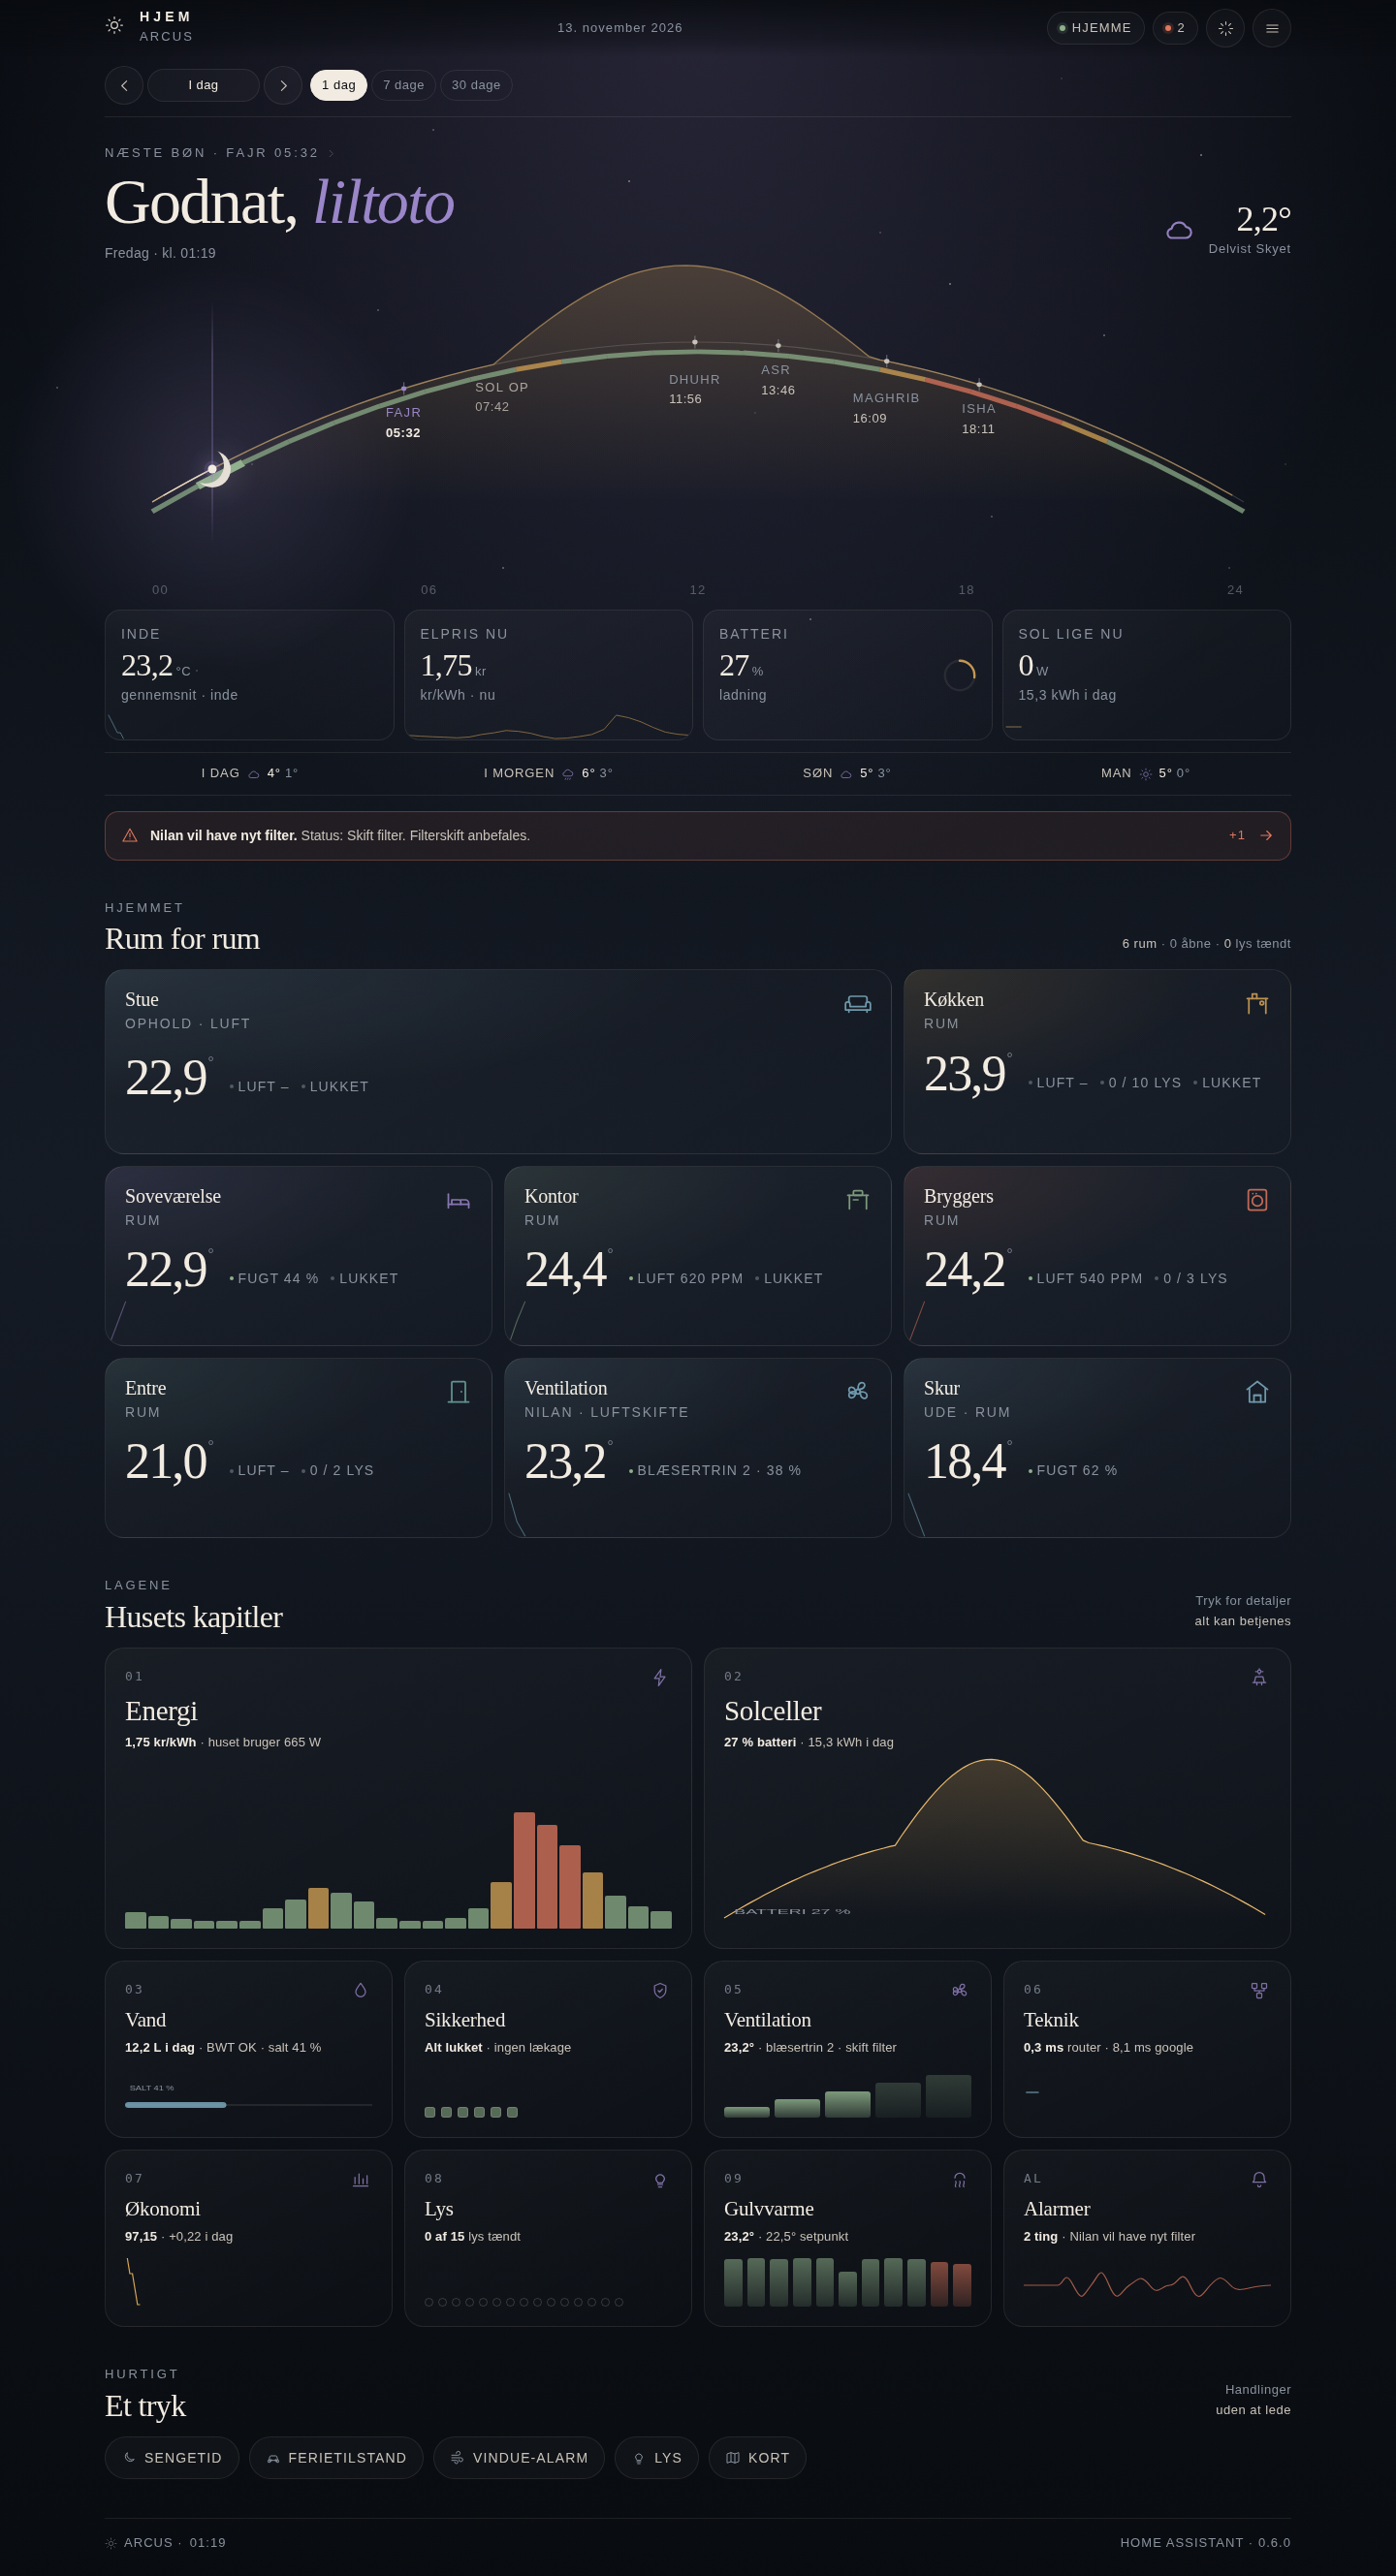 HJEM
ARCUS
13. november 2026
HJEMME
2
I dag
1 dag
7 dage
30 dage
NÆSTE BØN · FAJR 05:32
Godnat, liltoto
Fredag · kl. 01:19
2,2°
Delvist Skyet
FAJR
05:32
SOL OP
07:42
DHUHR
11:56
ASR
13:46
MAGHRIB
16:09
ISHA
18:11
00 06 12 18 24
INDE
23,2 °C
gennemsnit · inde
ELPRIS NU
1,75 kr
kr/kWh · nu
BATTERI
27 %
ladning
SOL LIGE NU
0 W
15,3 kWh i dag
I DAG 4° 1°
I MORGEN 6° 3°
SØN 5° 3°
MAN 5° 0°
Nilan vil have nyt filter. Status: Skift filter. Filterskift anbefales.
+1
HJEMMET
Rum for rum
6 rum · 0 åbne · 0 lys tændt
Stue
OPHOLD · LUFT
22,9°
LUFT – LUKKET
Køkken
RUM
23,9°
LUFT – 0 / 10 LYS LUKKET
Soveværelse
RUM
22,9°
FUGT 44 % LUKKET
Kontor
RUM
24,4°
LUFT 620 PPM LUKKET
Bryggers
RUM
24,2°
LUFT 540 PPM 0 / 3 LYS
Entre
RUM
21,0°
LUFT – 0 / 2 LYS
Ventilation
NILAN · LUFTSKIFTE
23,2°
BLÆSERTRIN 2 · 38 %
Skur
UDE · RUM
18,4°
FUGT 62 %
LAGENE
Husets kapitler
Tryk for detaljer
alt kan betjenes
01
Energi
1,75 kr/kWh · huset bruger 665 W
02
Solceller
27 % batteri · 15,3 kWh i dag
BATTERI 27 %
03
Vand
12,2 L i dag · BWT OK · salt 41 %
SALT 41 %
04
Sikkerhed
Alt lukket · ingen lækage
05
Ventilation
23,2° · blæsertrin 2 · skift filter
06
Teknik
0,3 ms router · 8,1 ms google
07
Økonomi
97,15 · +0,22 i dag
08
Lys
0 af 15 lys tændt
09
Gulvvarme
23,2° · 22,5° setpunkt
AL
Alarmer
2 ting · Nilan vil have nyt filter
HURTIGT
Et tryk
Handlinger
uden at lede
SENGETID
FERIETILSTAND
VINDUE-ALARM
LYS
KORT
ARCUS · 01:19
HOME ASSISTANT · 0.6.0